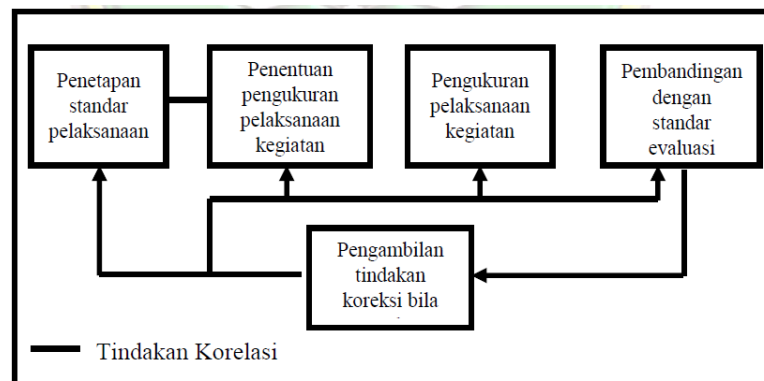 Penetapan
standar
pelaksanaan
Penentuan
pengukuran
pelaksanaan
kegiatan
Pengukuran
pelaksanaan
kegiatan
Pembandingan
dengan
standar
evaluasi
Pengambilan
tindakan
koreksi bila
Tindakan Korelasi